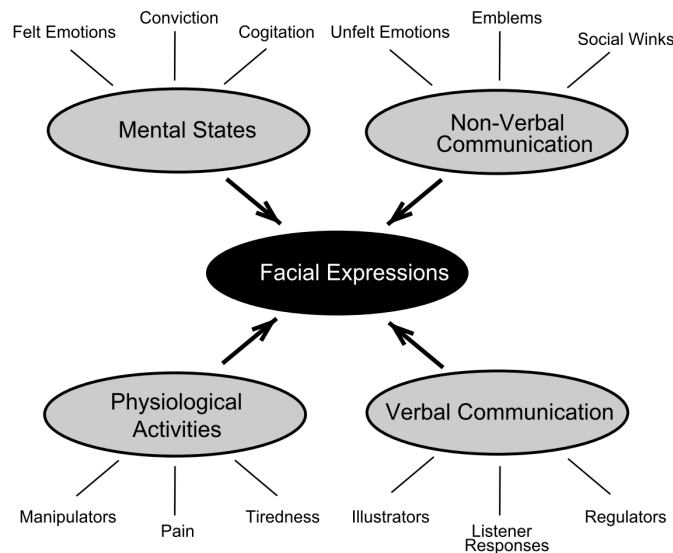 Felt Emotions
Conviction
Cogitation
Unfelt Emotions
Emblems
Social Winks
Mental States
Non-Verbal
Communication
Facial Expressions
Physiological
Activities
Verbal Communication
Manipulators
Pain
Tiredness
Illustrators
Listener
Responses
Regulators